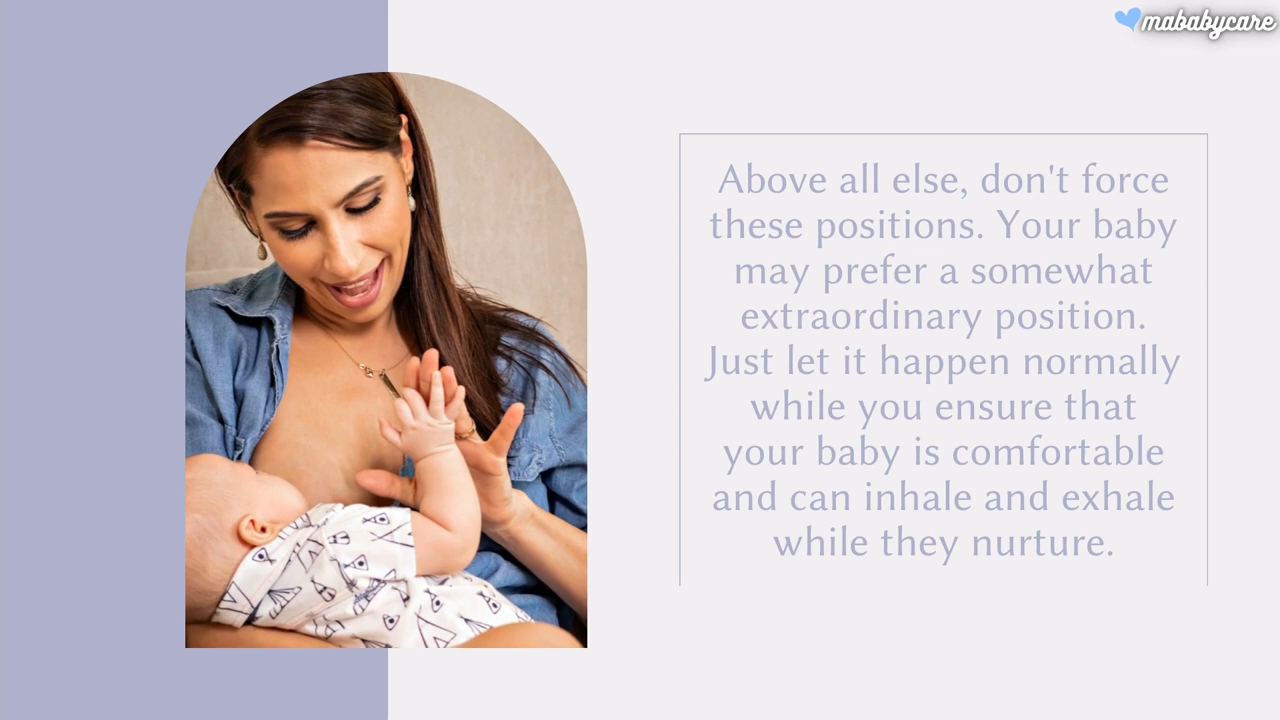 mababycare
Above all else, don't force
these positions. Your baby
may prefer a somewhat
extraordinary position.
Just let it happen normally
while you ensure that
your baby is comfortable
and can inhale and exhale
while they nurture.